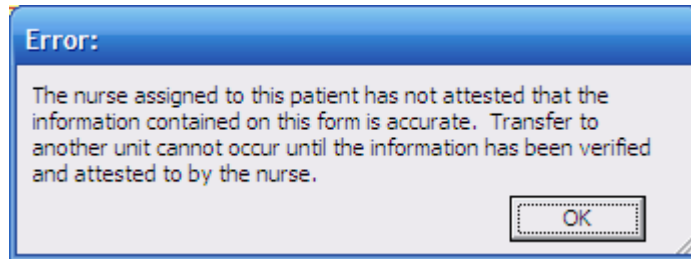 Error:
The nurse assigned to this patient has not attested that the
information contained on this form is accurate.  Transfer to
another unit cannot occur until the information has been verified
and attested to by the nurse.
OK